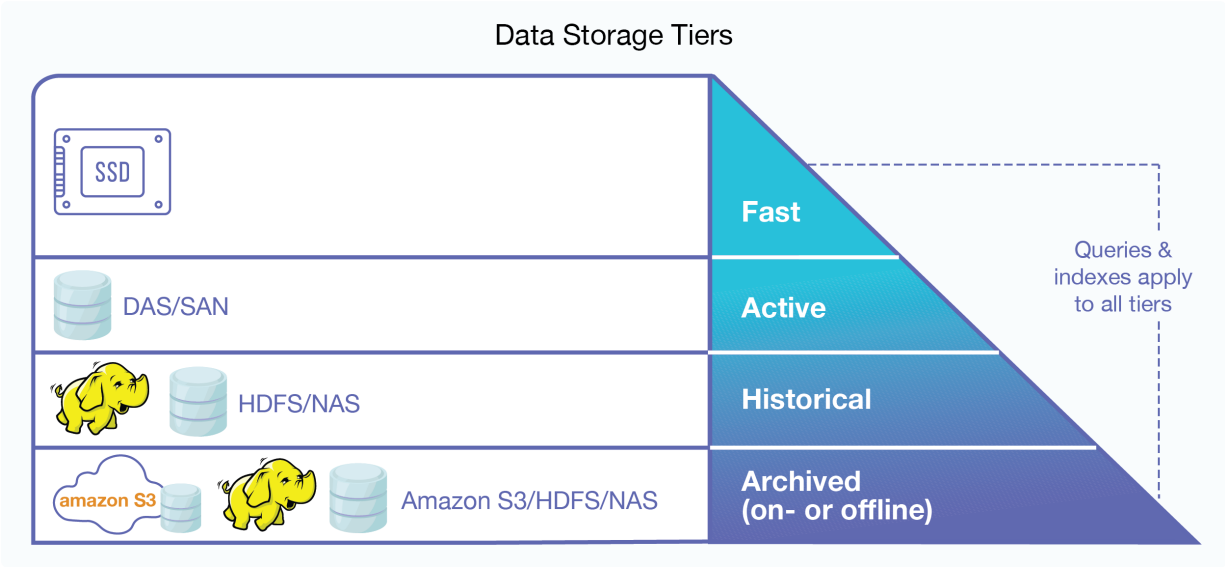 Data Storage Tiers
SSD
Fast
Queries &
indexes apply
to all tiers
DAS/SAN
Active
HDFS/NAS
Historical
amazon S3
Amazon S3/HDFS/NAS
Archived
(on- or offline)